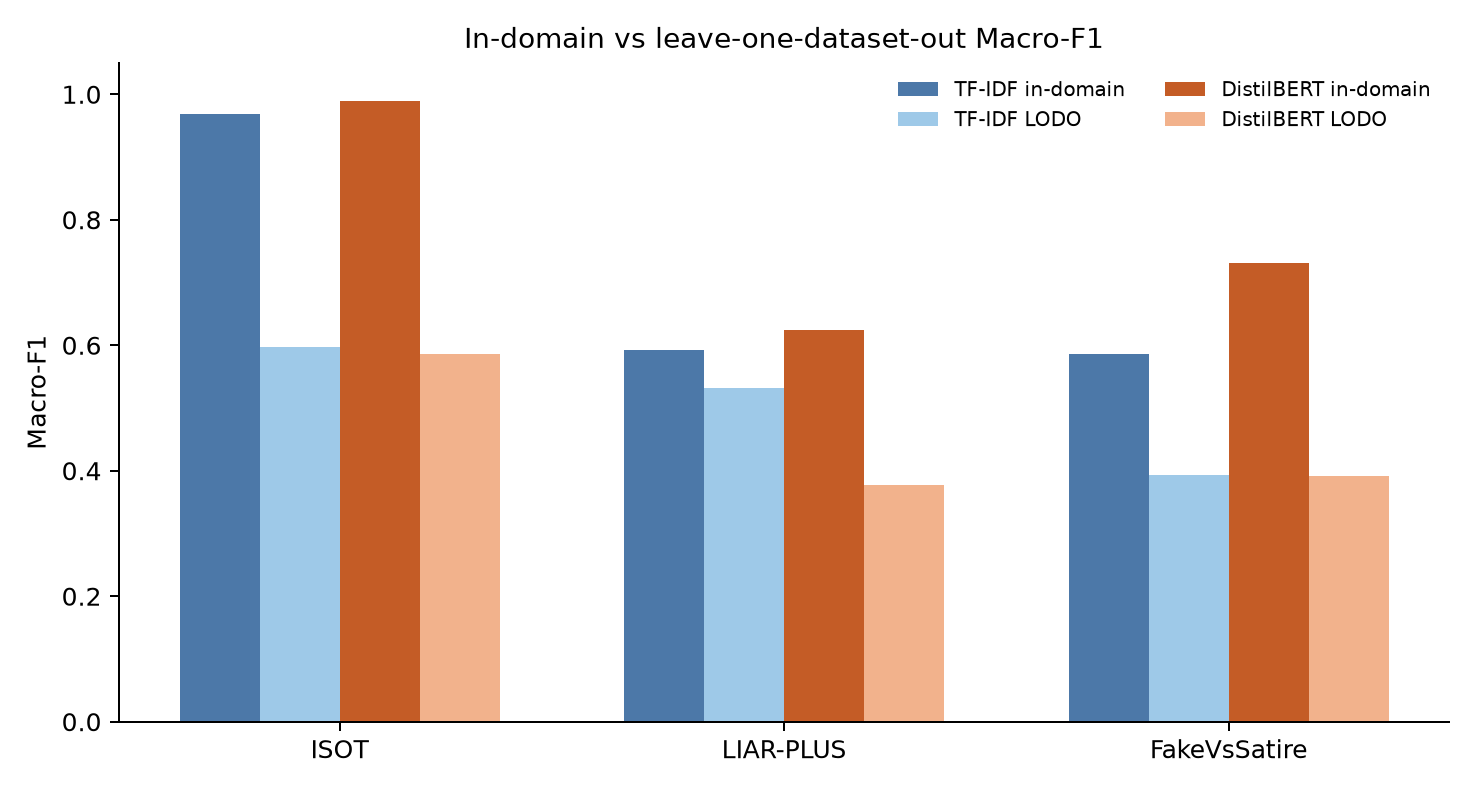 In-domain vs leave-one-dataset-out Macro-F1
TF-IDF in-domain
TF-IDF LODO
DistilBERT in-domain
DistilBERT LODO
Macro-F1
1.0
0.8
0.6
0.4
0.2
0.0
ISOT
LIAR-PLUS
FakeVsSatire